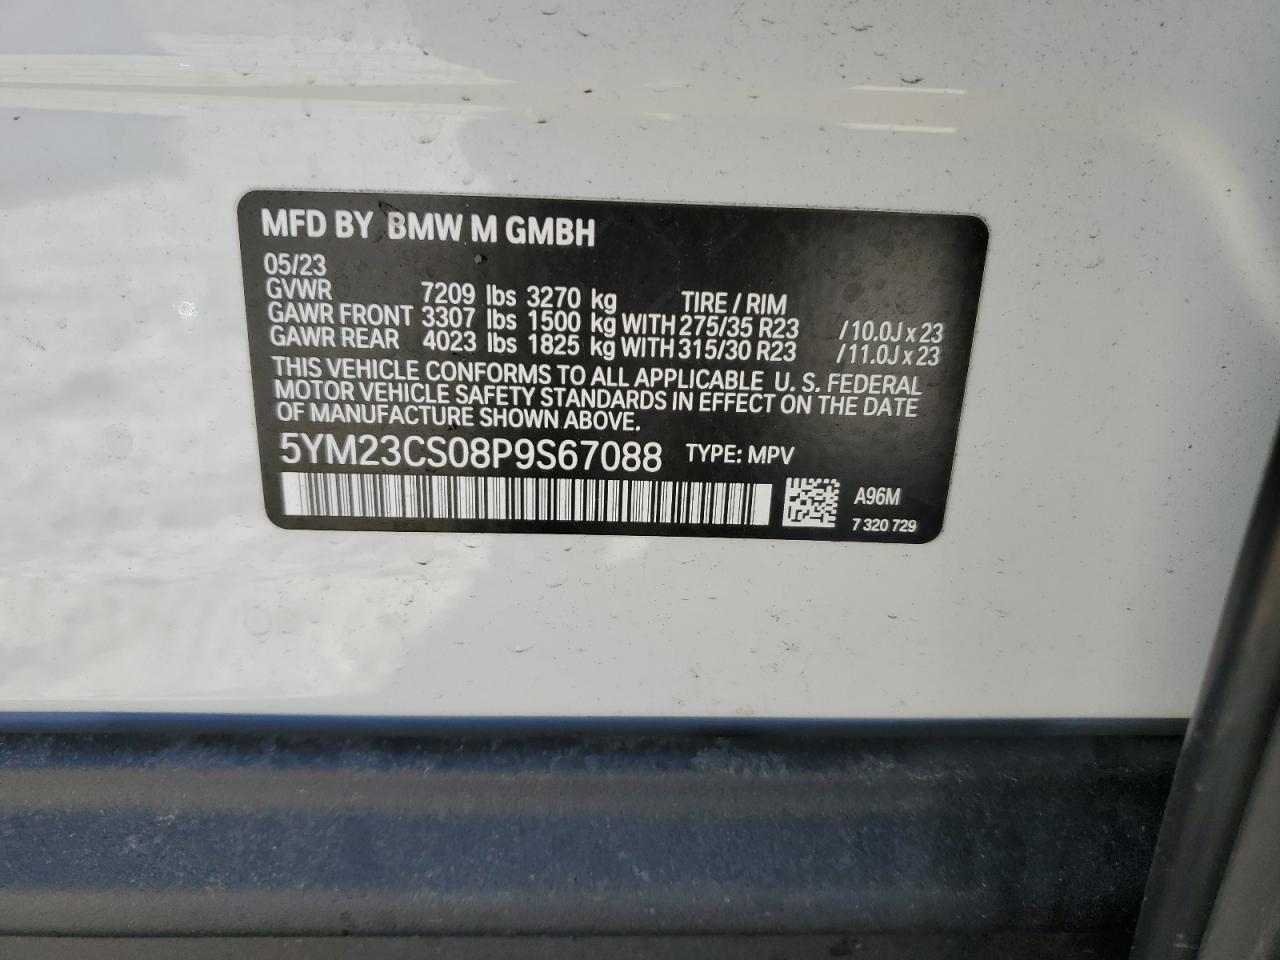 MFD BY BMW M GMBH
05/23
GVWR 7209 lbs 3270 kg TIRE / RIM
GAWR FRONT 3307 lbs 1500 kg WITH 275/35 R23 / 10.0J x 23
GAWR REAR 4023 lbs 1825 kg WITH 315/30 R23 / 11.0J x 23
THIS VEHICLE CONFORMS TO ALL APPLICABLE U. S. FEDERAL
MOTOR VEHICLE SAFETY STANDARDS IN EFFECT ON THE DATE
OF MANUFACTURE SHOWN ABOVE.
5YM23CS08P9S67088 TYPE: MPV
A96M
7 320 729